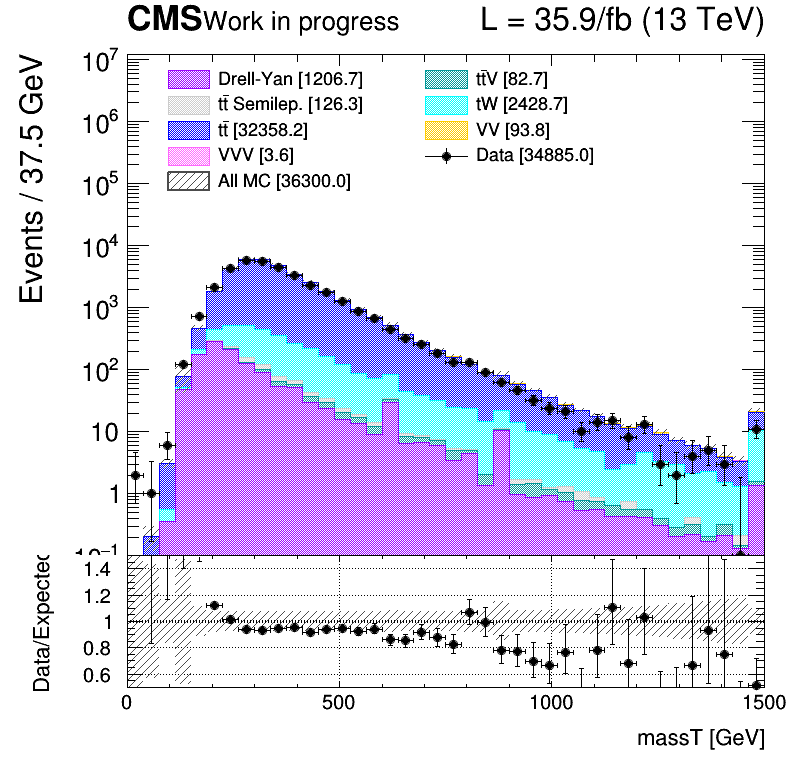 CMS Work in progress L = 35.9/fb (13 TeV)
Events / 37.5 GeV
10⁷
10⁶
10⁵
10⁴
10³
10²
10
1
10⁻¹
Drell-Yan [1206.7]
tt̄ Semilep. [126.3]
tt̄ [32358.2]
VVV [3.6]
All MC [36300.0]
tt̄V [82.7]
tW [2428.7]
VV [93.8]
Data [34885.0]
Data/Expected
1.4
1.2
1
0.8
0.6
0 500 1000 1500
massT [GeV]